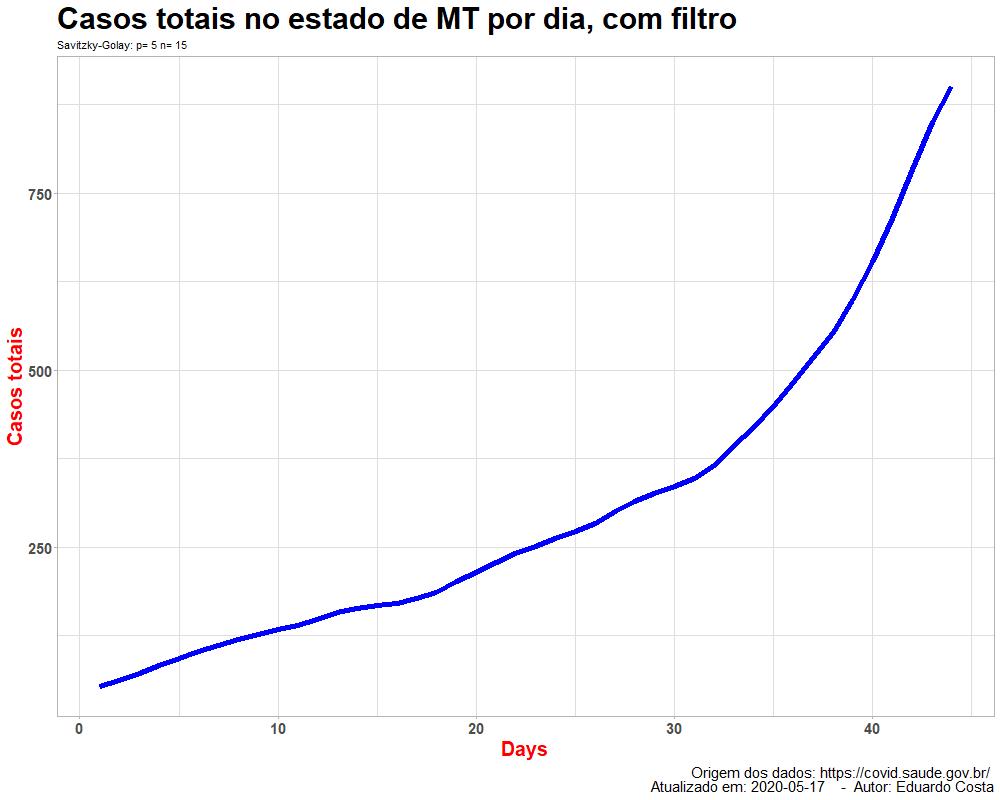 Casos totais no estado de MT por dia, com filtro
Savitzky-Golay: p= 5 n= 15
750
500
250
Casos totais
0 10 20 30 40
Days
Origem dos dados: https://covid.saude.gov.br/
Atualizado em: 2020-05-17 - Autor: Eduardo Costa